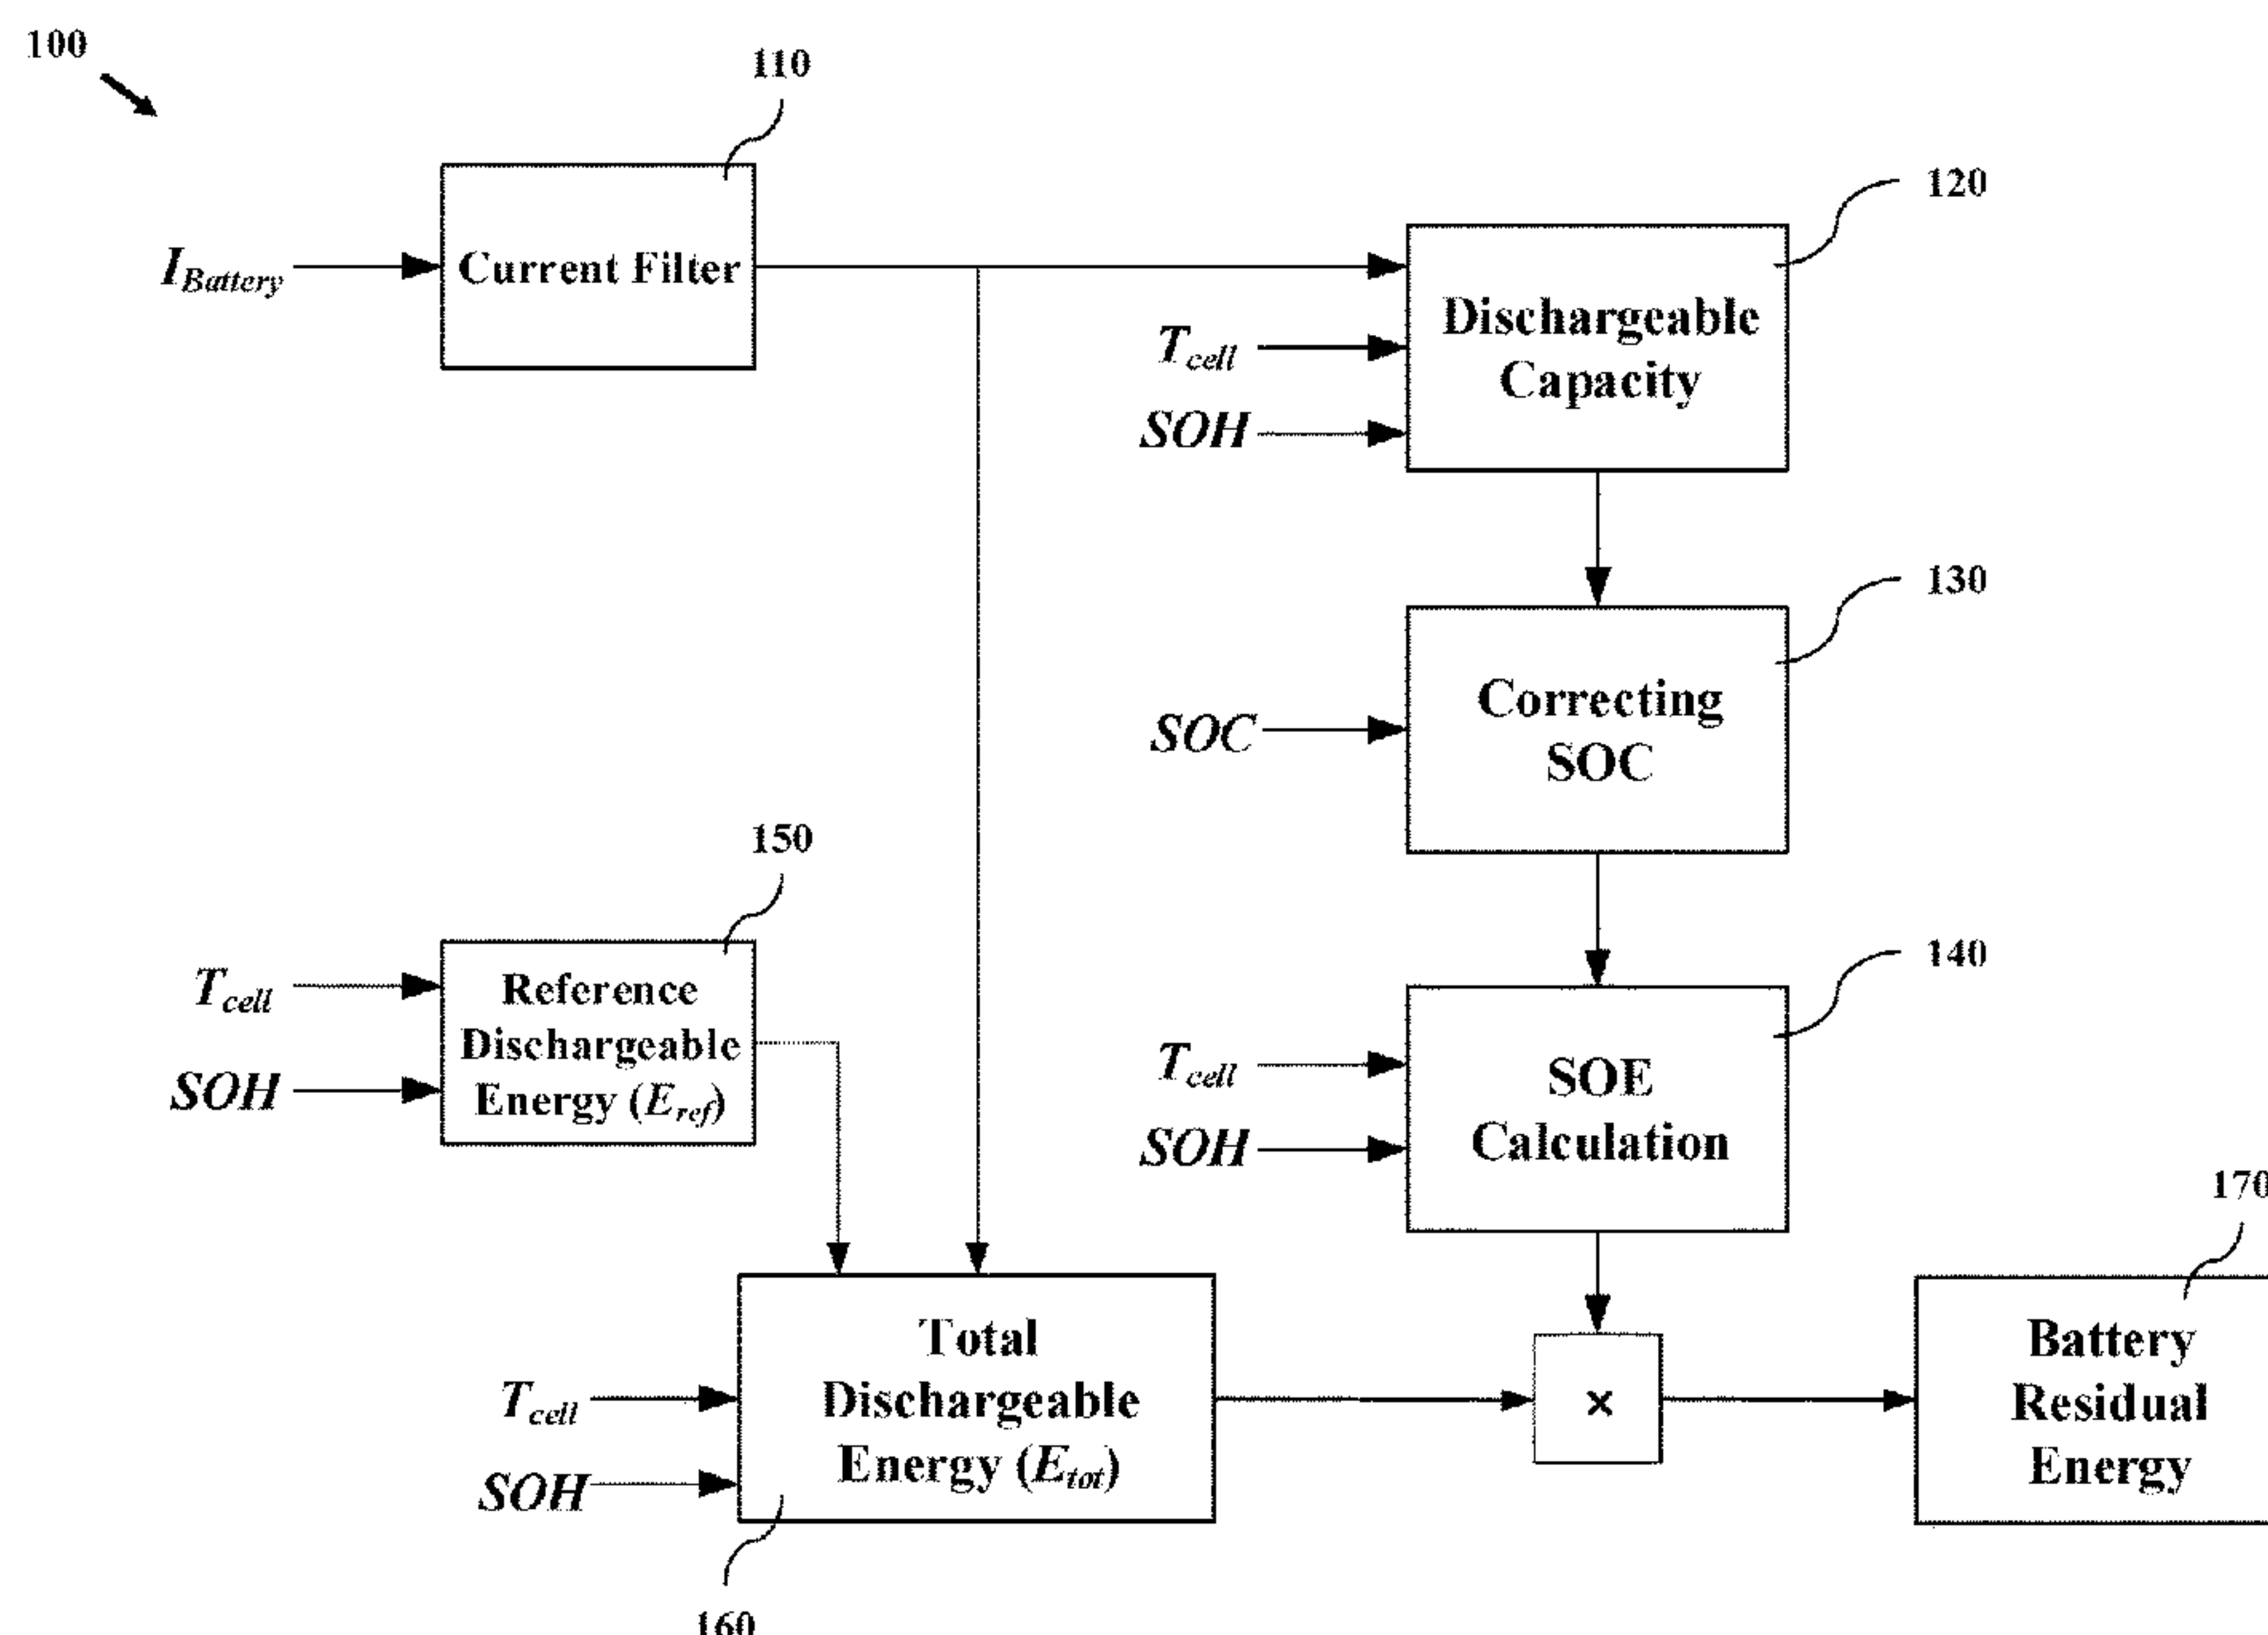 100
110
120
I_Battery
Current Filter
T_cell
SOH
Dischargeable
Capacity
130
SOC
Correcting
SOC
150
140
T_cell
SOH
Reference
Dischargeable
Energy (E_ref)
T_cell
SOH
SOE
Calculation
170
T_cell
SOH
Total
Dischargeable
Energy (E_tot)
×
Battery
Residual
Energy
160